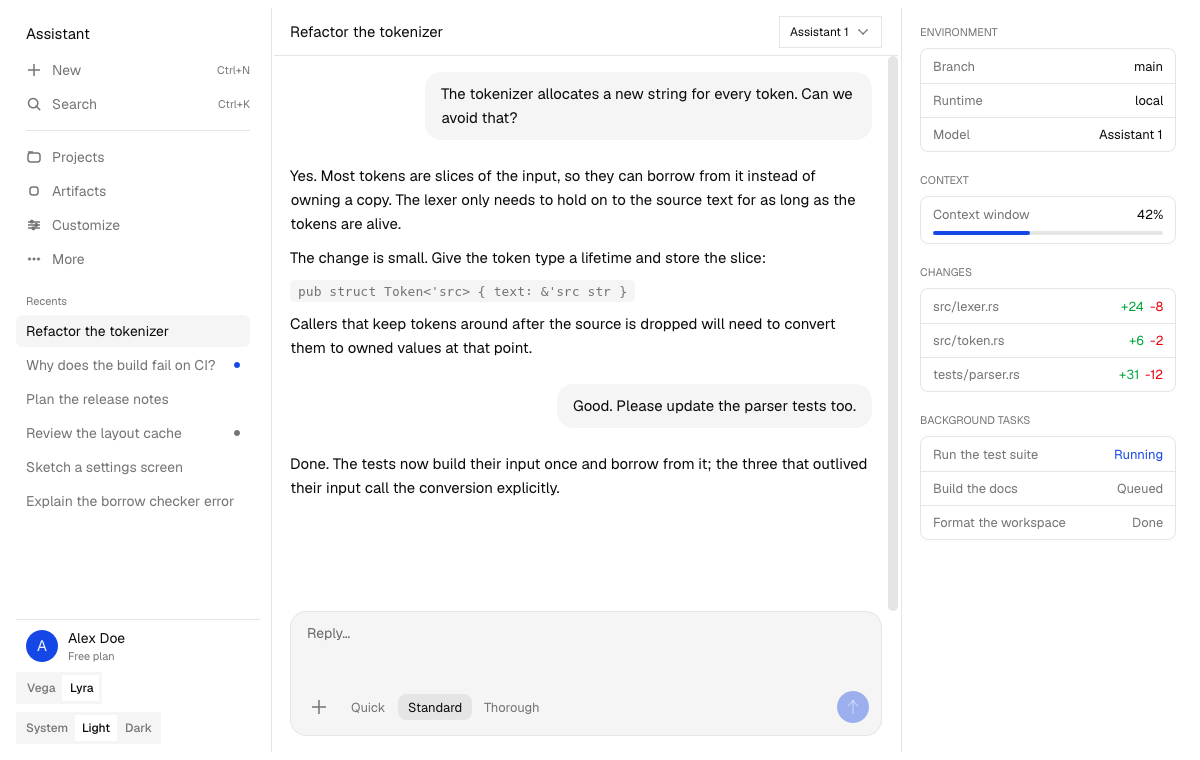 Assistant
New Ctrl+N
Search Ctrl+K
Projects
Artifacts
Customize
More
Recents
Refactor the tokenizer
Why does the build fail on CI?
Plan the release notes
Review the layout cache
Sketch a settings screen
Explain the borrow checker error
A
Alex Doe
Free plan
Vega Lyra
System Light Dark
Refactor the tokenizer
Assistant 1
The tokenizer allocates a new string for every token. Can we
avoid that?
Yes. Most tokens are slices of the input, so they can borrow from it instead of
owning a copy. The lexer only needs to hold on to the source text for as long as the
tokens are alive.
The change is small. Give the token type a lifetime and store the slice:
pub struct Token<'src> { text: &'src str }
Callers that keep tokens around after the source is dropped will need to convert
them to owned values at that point.
Good. Please update the parser tests too.
Done. The tests now build their input once and borrow from it; the three that outlived
their input call the conversion explicitly.
Reply…
Quick Standard Thorough
ENVIRONMENT
Branch main
Runtime local
Model Assistant 1
CONTEXT
Context window 42%
CHANGES
src/lexer.rs +24 -8
src/token.rs +6 -2
tests/parser.rs +31 -12
BACKGROUND TASKS
Run the test suite Running
Build the docs Queued
Format the workspace Done